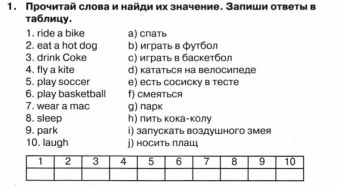 1. Прочитай слова и найди их значение. Запиши ответы в
таблицу.
1. ride a bike a) спать
2. eat a hot dog b) играть в футбол
3. drink Coke c) играть в баскетбол
4. fly a kite d) кататься на велосипеде
5. play soccer e) есть сосиску в тесте
6. play basketball f) смеяться
7. wear a mac g) парк
8. sleep h) пить кока-колу
9. park i) запускать воздушного змея
10. laugh j) носить плащ
1 2 3 4 5 6 7 8 9 10